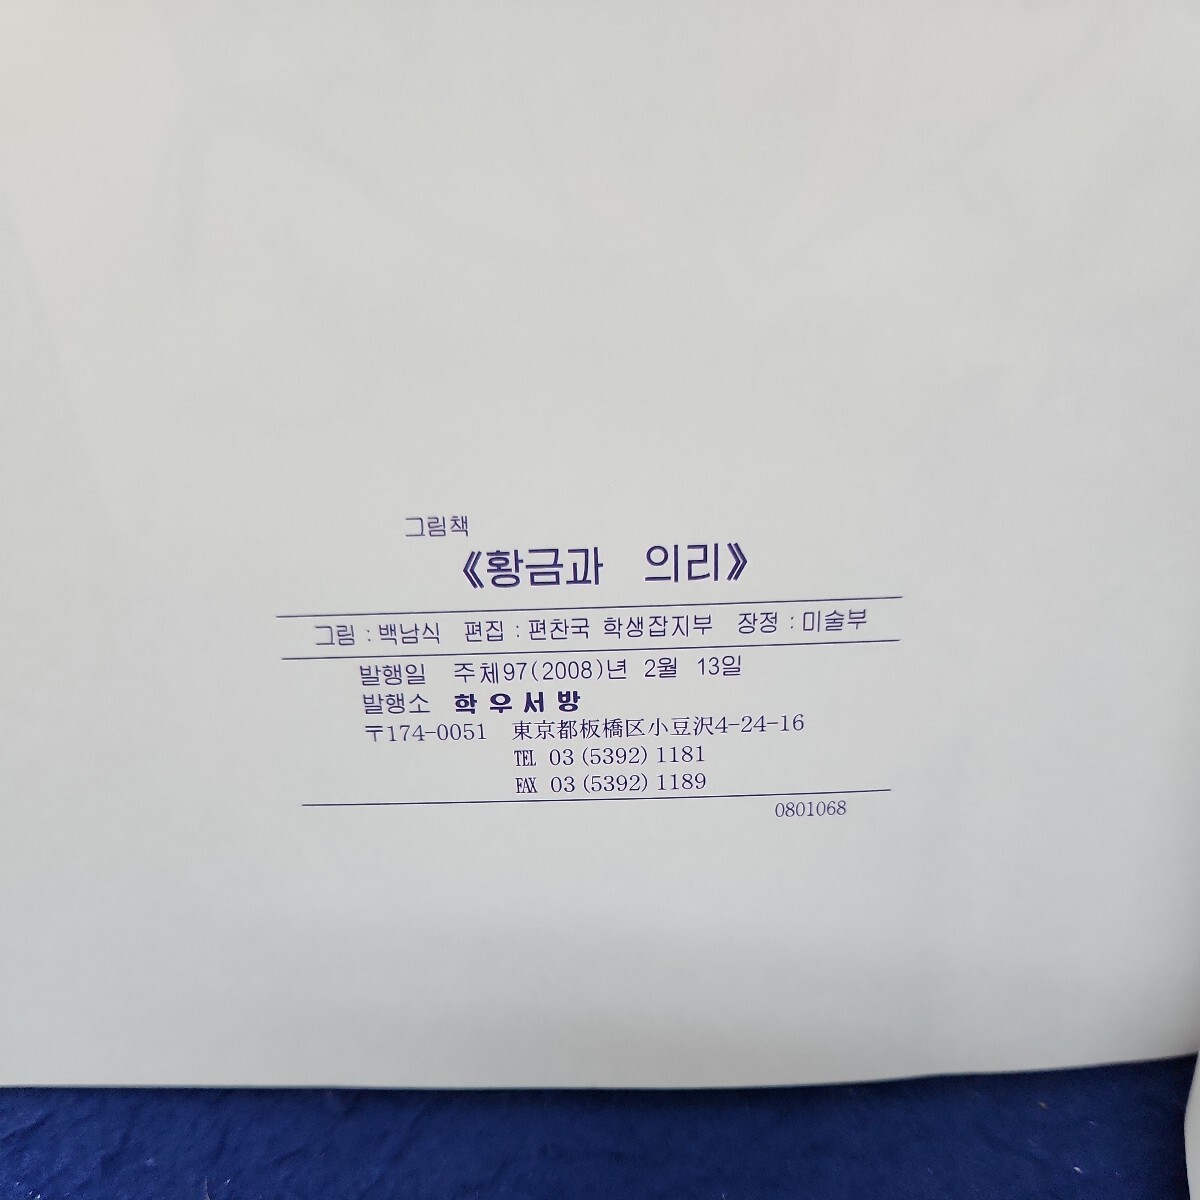 그림책
《황금과 의리》
그림 : 백남식 편집 : 편찬국 학생잡지부 장정 : 미술부
발행일 주체97(2008)년 2월 13일
발행소 학우서방
〒174-0051 東京都板橋区小豆沢4-24-16
TEL 03 (5392) 1181
FAX 03 (5392) 1189
0801068